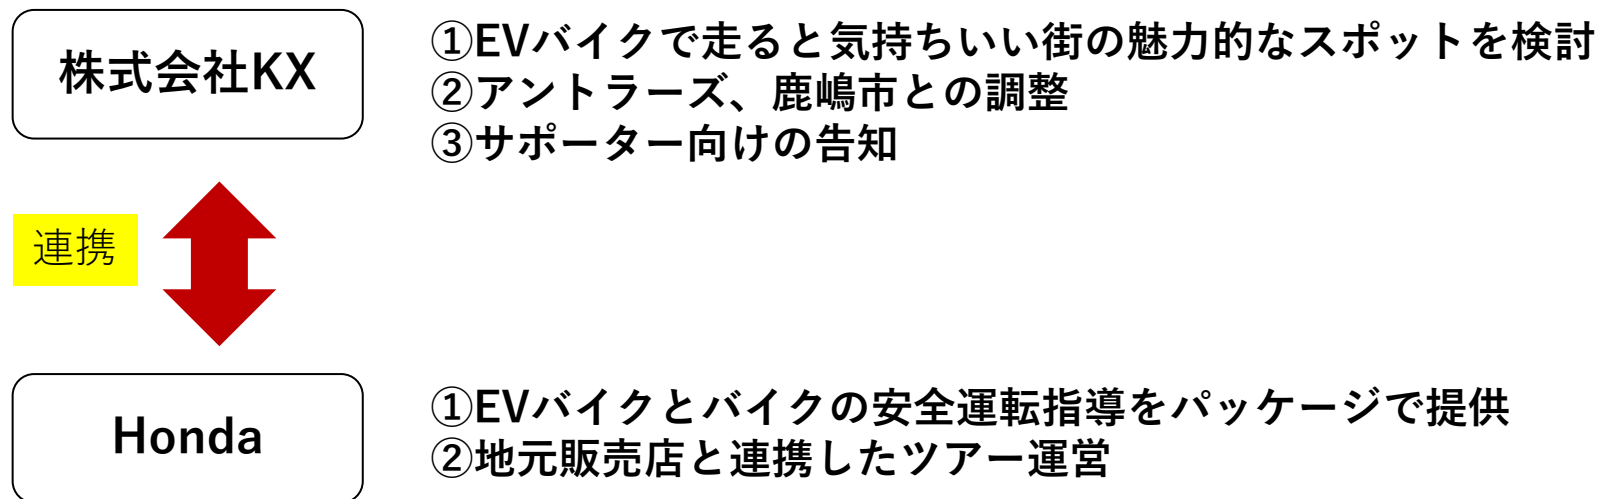 株式会社KX
①EVバイクで走ると気持ちいい街の魅力的なスポットを検討
②アントラーズ、鹿嶋市との調整
③サポーター向けの告知
連携
Honda
①EVバイクとバイクの安全運転指導をパッケージで提供
②地元販売店と連携したツアー運営